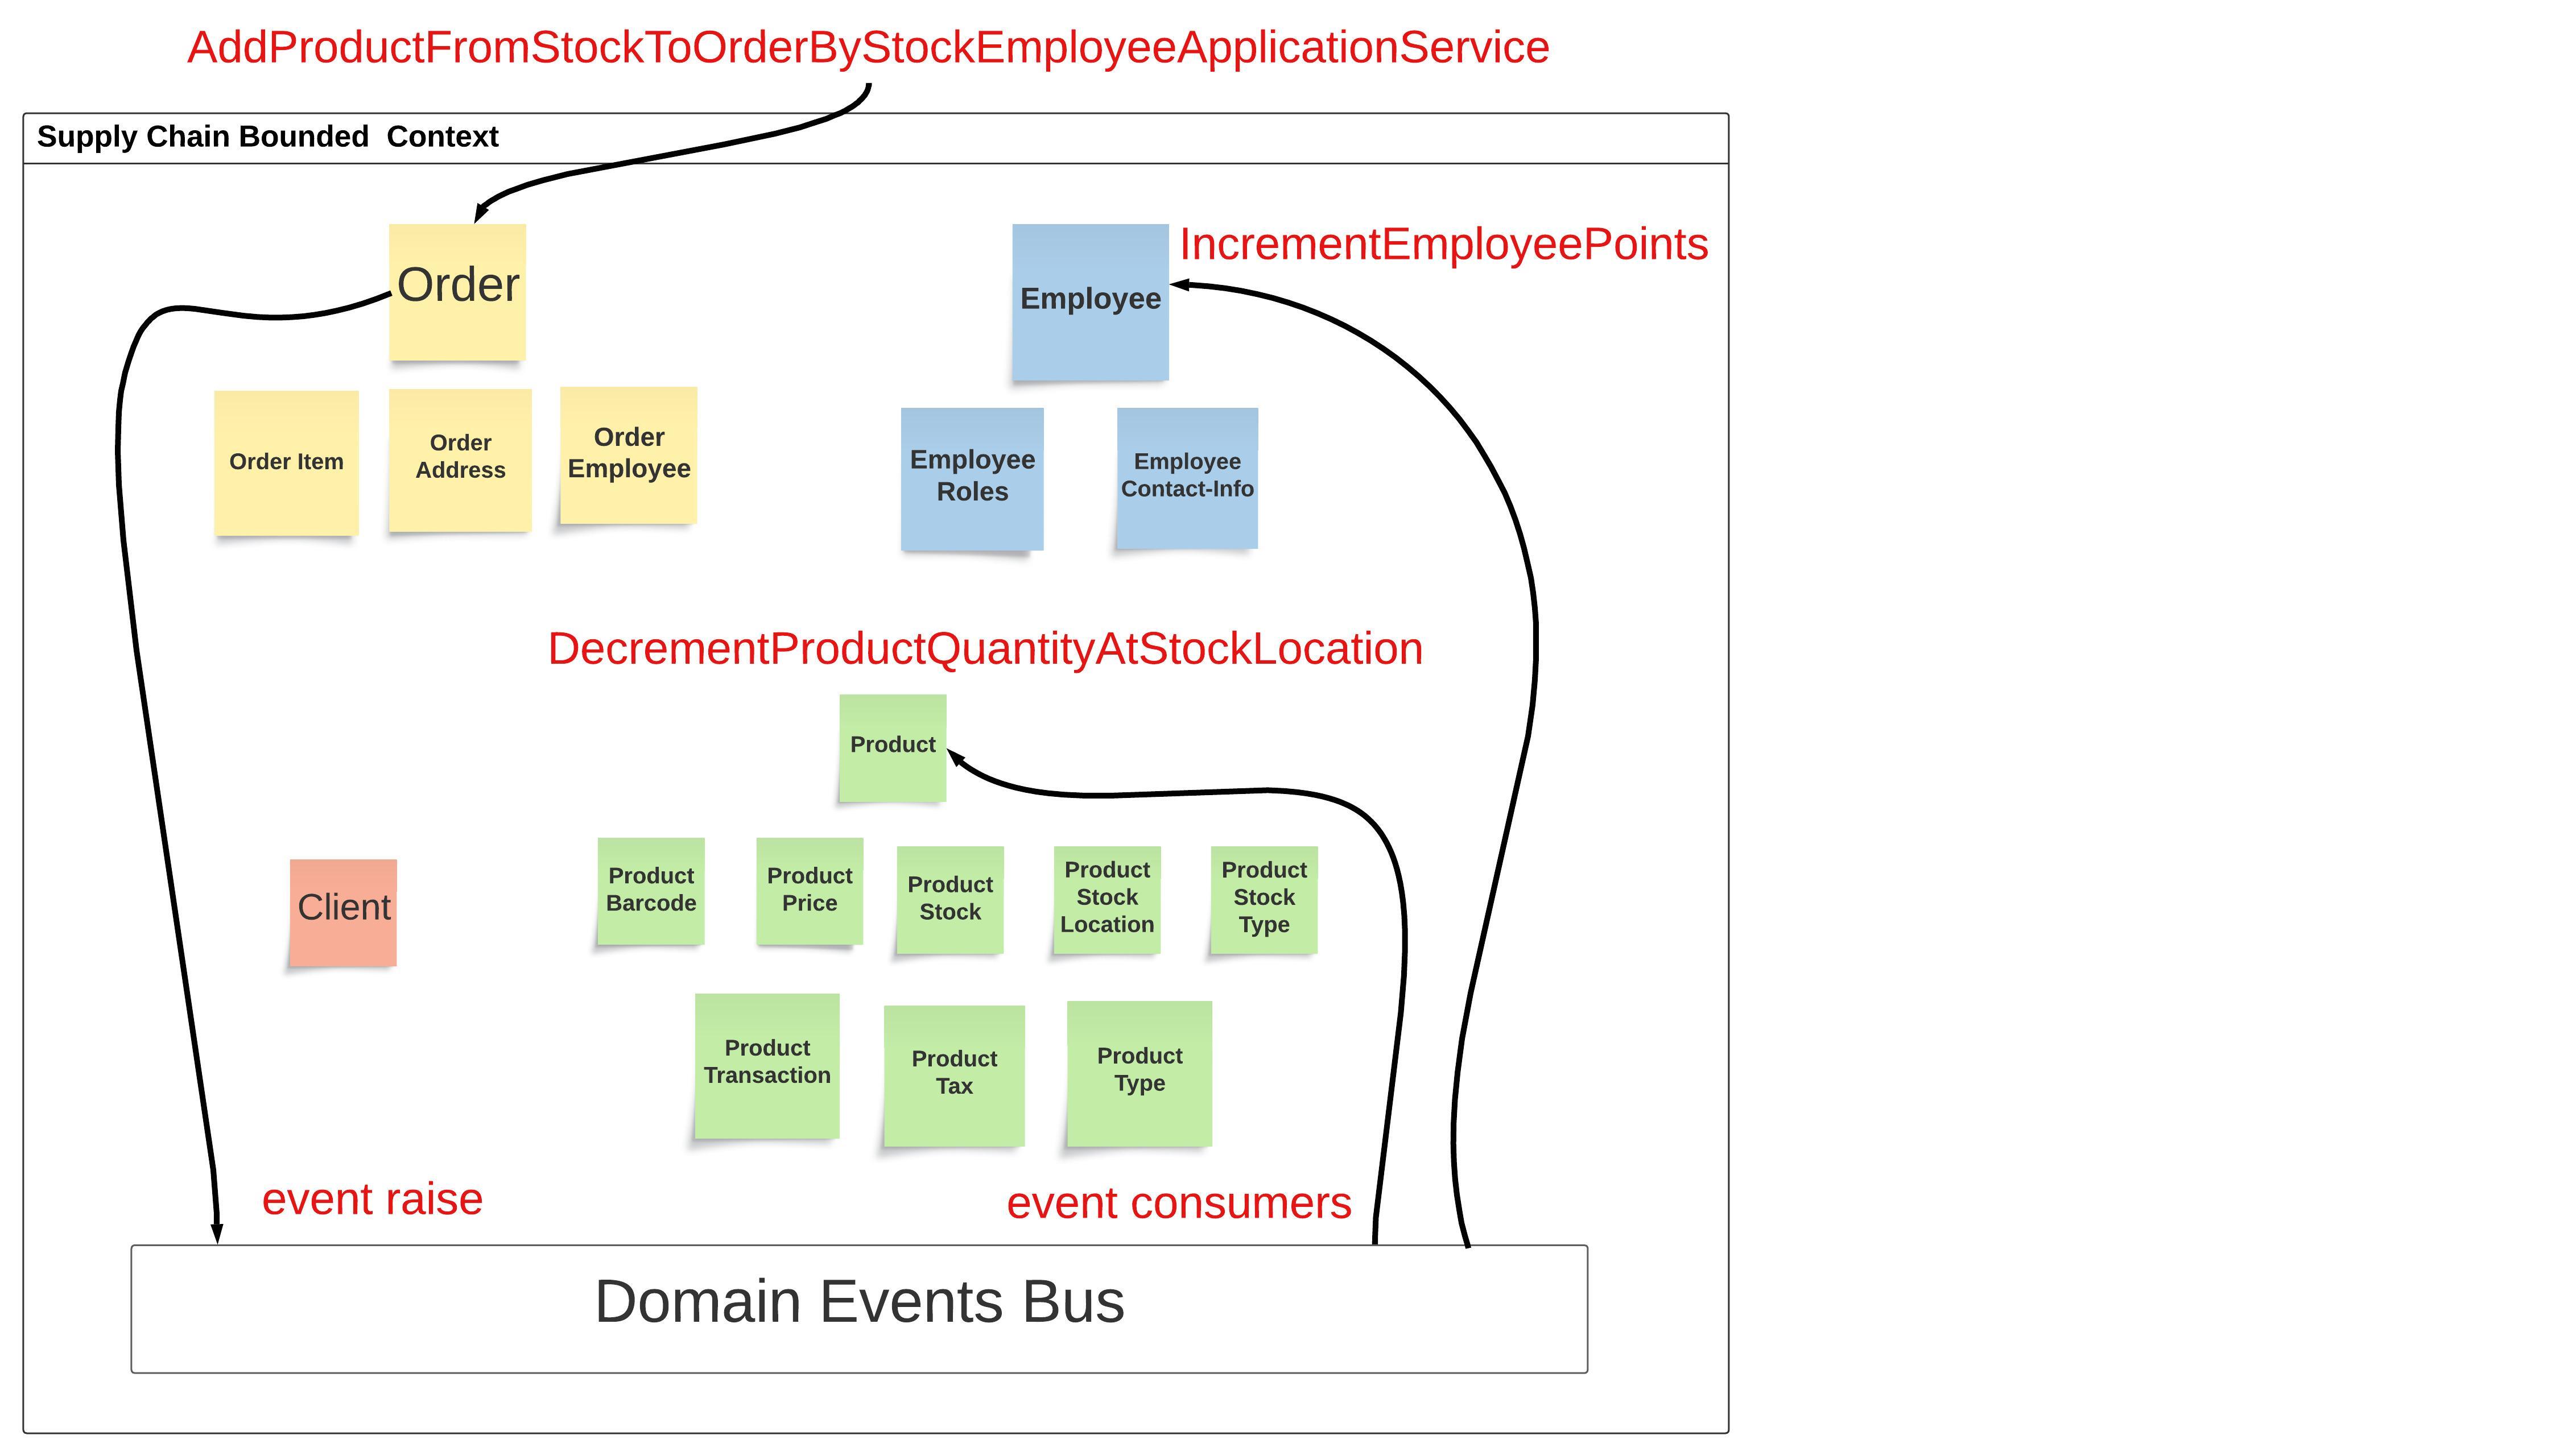 AddProductFromStockToOrderByStockEmployeeApplicationService
Supply Chain Bounded  Context
Order
Employee
IncrementEmployeePoints
Order Item
Order
Address
Order
Employee
Employee
Roles
Employee
Contact-Info
DecrementProductQuantityAtStockLocation
Product
Client
Product
Barcode
Product
Price
Product
Stock
Product
Stock
Location
Product
Stock
Type
Product
Transaction
Product
Tax
Product
Type
event raise
event consumers
Domain Events Bus